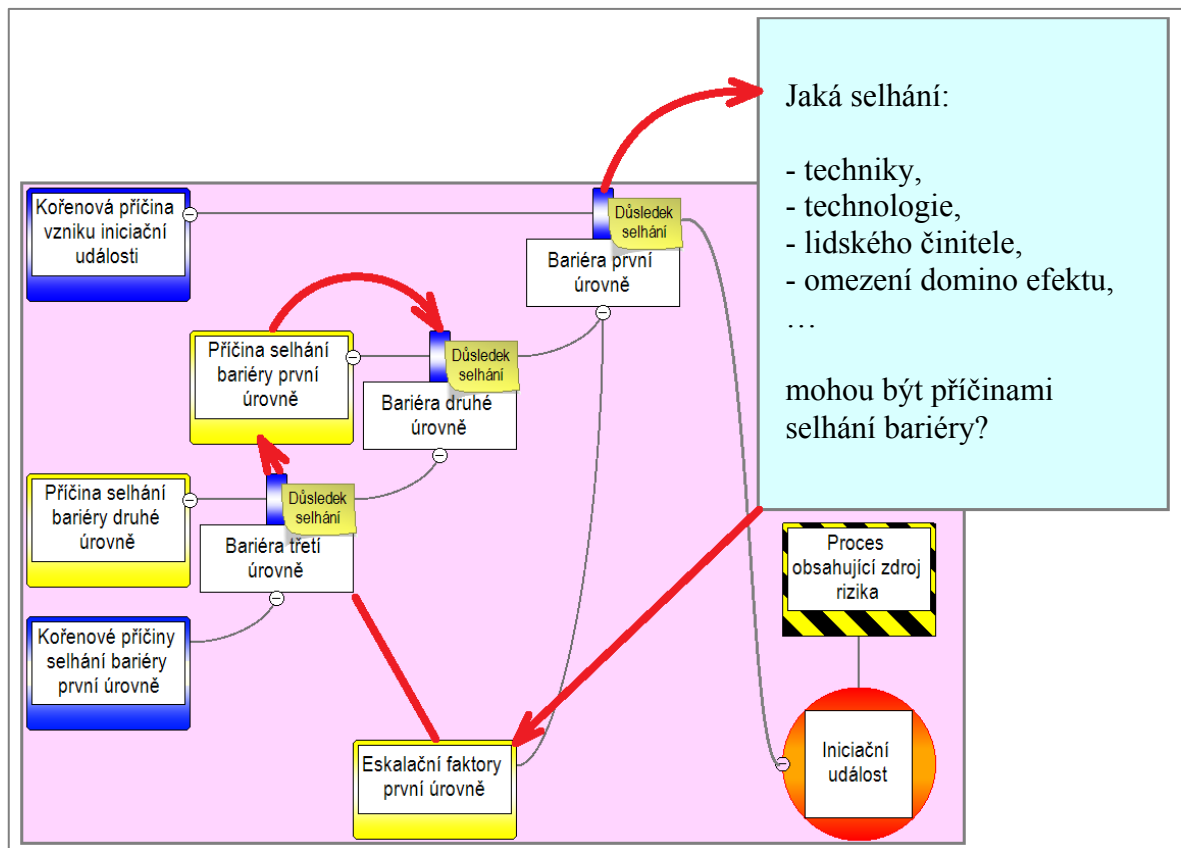 Jaká selhání:
- techniky,
- technologie,
- lidského činitele,
- omezení domino efektu,
…
mohou být příčinami
selhání bariéry?
Kořenová příčina
vzniku iniciační
události
Důsledek
selhání
Bariéra první
úrovně
Příčina selhání
bariéry první
úrovně
Důsledek
selhání
Bariéra druhé
úrovně
Příčina selhání
bariéry druhé
úrovně
Důsledek
selhání
Bariéra třetí
úrovně
Kořenové příčiny
selhání bariéry
první úrovně
Eskalační faktory
první úrovně
Proces
obsahující zdroj
rizika
Iniciační
událost